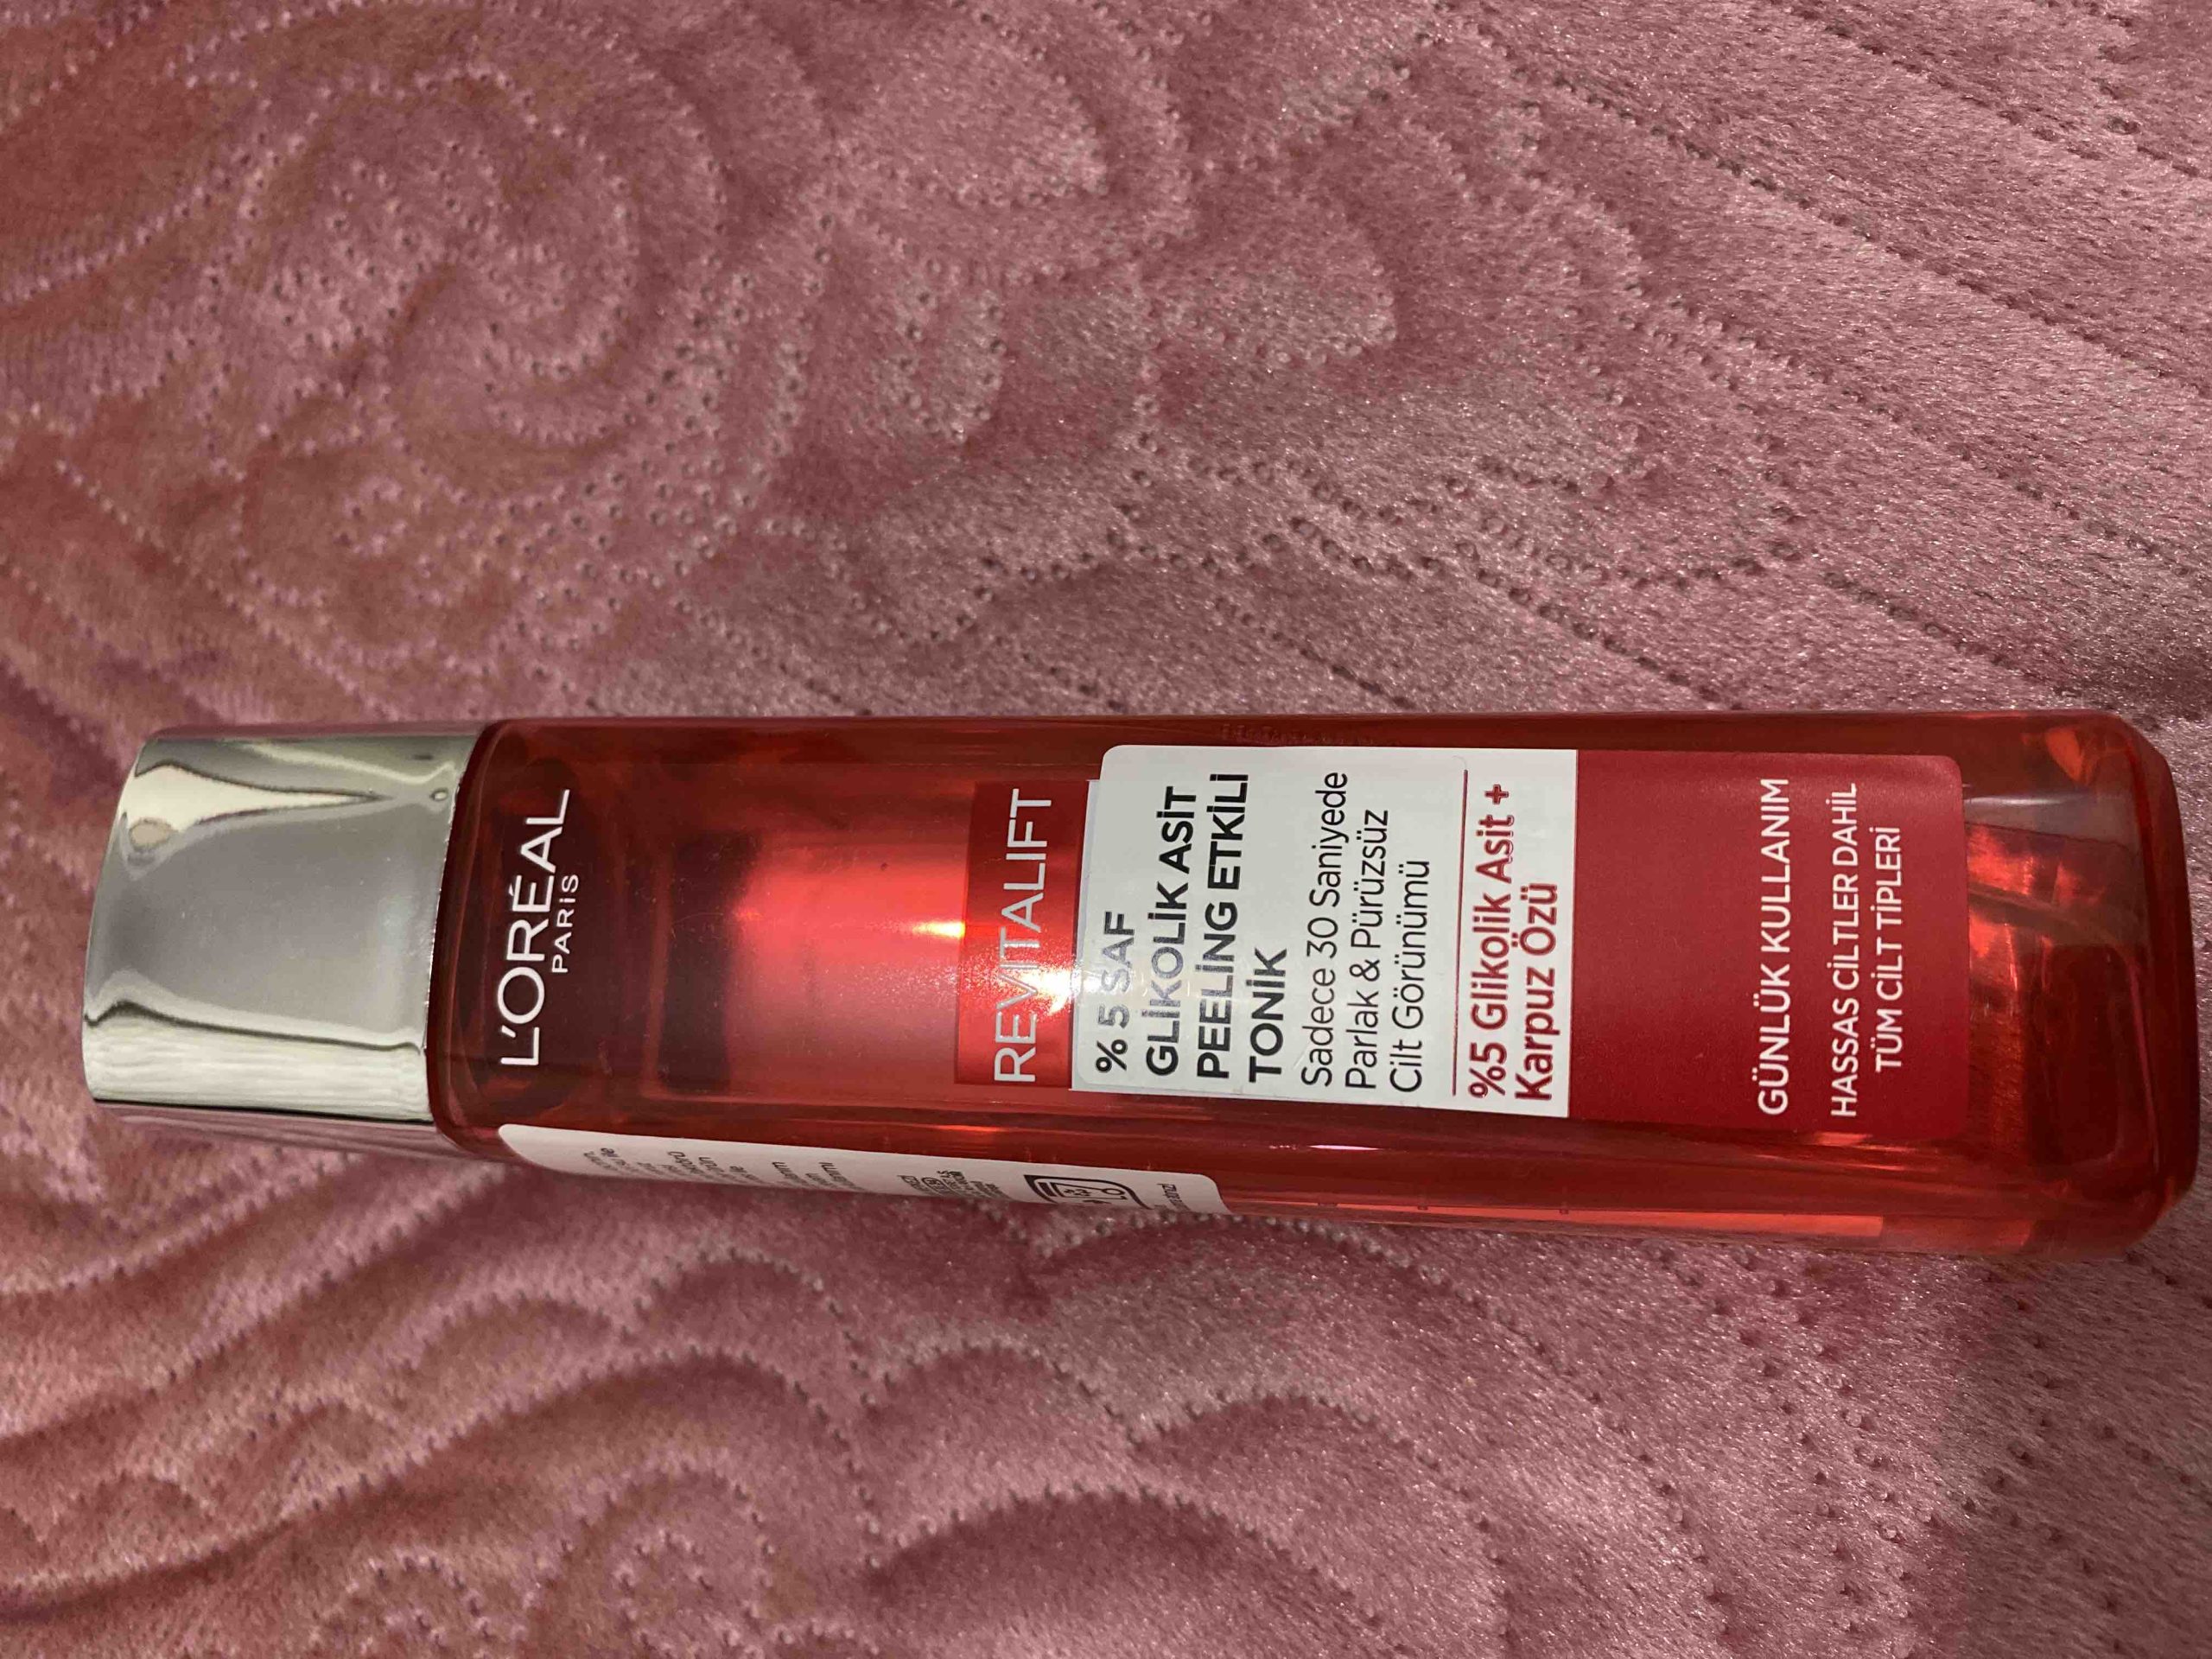 L'ORÉAL
PARIS
REVITALIFT
% 5 SAF
GLİKOLİK ASİT
PEELİNG ETKİLİ
TONİK
Sadece 30 Saniyede
Parlak & Pürüzsüz
Cilt Görünümü
%5 Glikolik Asit +
Karpuz Özü
GÜNLÜK KULLANIM
HASSAS CİLTLER DAHİL
TÜM CİLT TİPLERİ